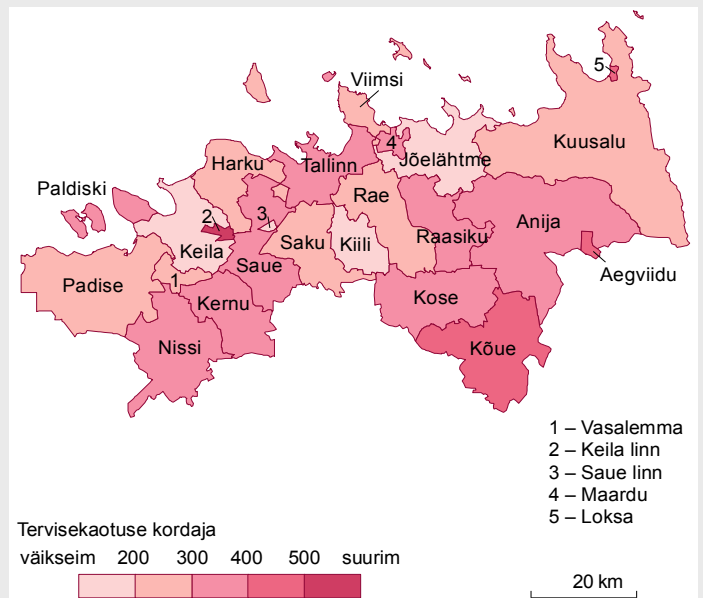 5
Viimsi
4
Kuusalu
Harku
Tallinn
Jõelähtme
Paldiski
Rae
2
3
Anija
Keila
Saku
Kiili
Raasiku
Saue
Aegviidu
Padise
1
Kernu
Kose
Nissi
Kõue
1 – Vasalemma
2 – Keila linn
3 – Saue linn
4 – Maardu
5 – Loksa
Tervisekaotuse kordaja
väikseim 200 300 400 500 suurim
20 km